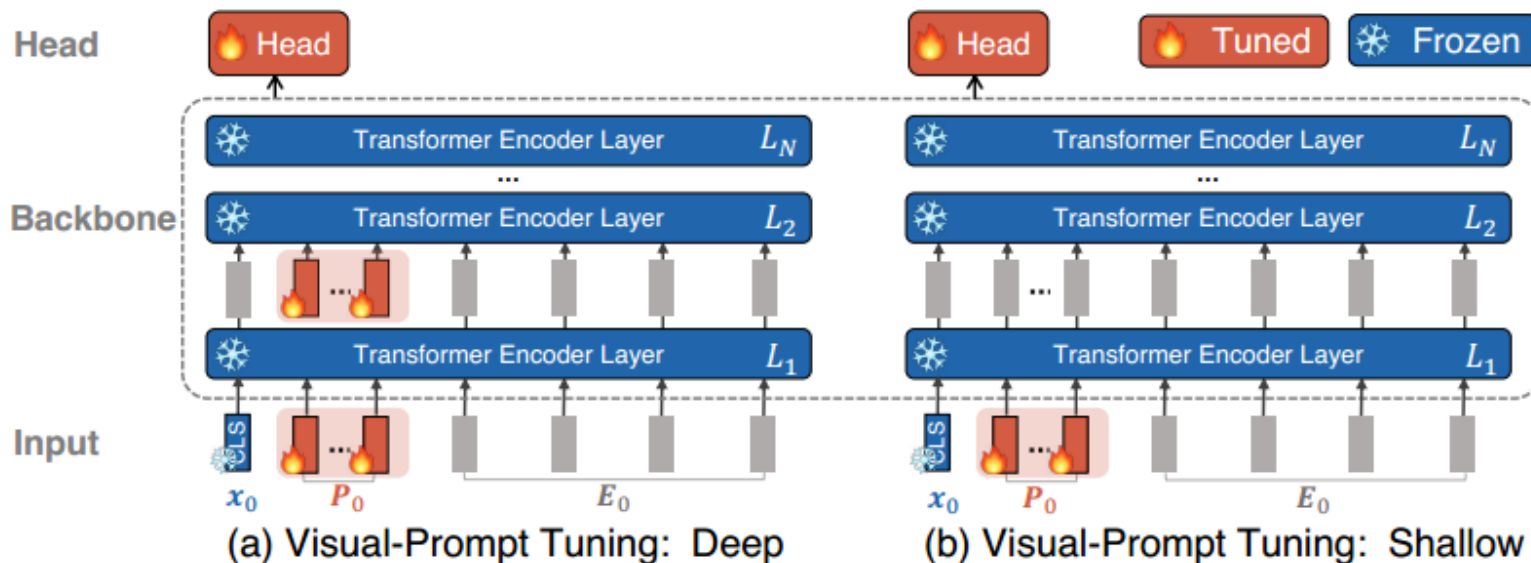 Head
Head
Head
Tuned
Frozen
Transformer Encoder Layer L_N
Transformer Encoder Layer L_N
...
...
Backbone
Transformer Encoder Layer L_2
Transformer Encoder Layer L_2
...
...
Transformer Encoder Layer L_1
Transformer Encoder Layer L_1
Input
CLS
...
CLS
...
x_0
P_0
E_0
x_0
P_0
E_0
(a) Visual-Prompt Tuning: Deep
(b) Visual-Prompt Tuning: Shallow